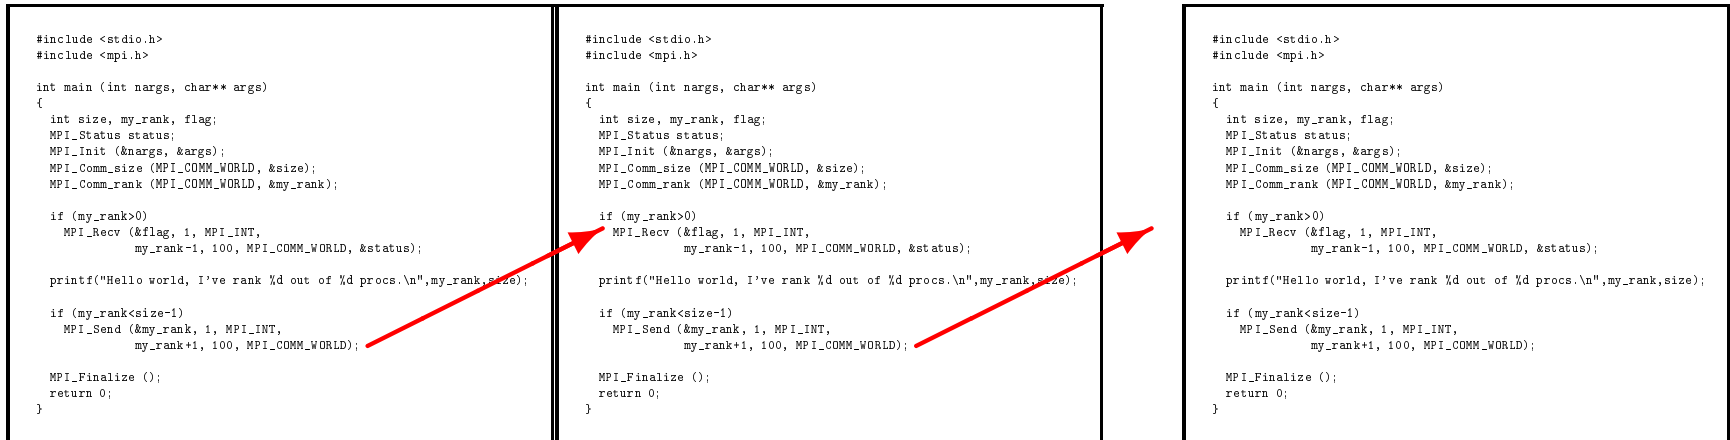 #include <stdio.h>
#include <mpi.h>
int main (int nargs, char** args)
{
  int size, my_rank, flag;
  MPI_Status status;
  MPI_Init (&nargs, &args);
  MPI_Comm_size (MPI_COMM_WORLD, &size);
  MPI_Comm_rank (MPI_COMM_WORLD, &my_rank);
  if (my_rank>0)
    MPI_Recv (&flag, 1, MPI_INT,
              my_rank-1, 100, MPI_COMM_WORLD, &status);
  printf("Hello world, I've rank %d out of %d procs.\n",my_rank,size);
  if (my_rank<size-1)
    MPI_Send (&my_rank, 1, MPI_INT,
              my_rank+1, 100, MPI_COMM_WORLD);
  MPI_Finalize ();
  return 0;
}
#include <stdio.h>
#include <mpi.h>
int main (int nargs, char** args)
{
  int size, my_rank, flag;
  MPI_Status status;
  MPI_Init (&nargs, &args);
  MPI_Comm_size (MPI_COMM_WORLD, &size);
  MPI_Comm_rank (MPI_COMM_WORLD, &my_rank);
  if (my_rank>0)
    MPI_Recv (&flag, 1, MPI_INT,
              my_rank-1, 100, MPI_COMM_WORLD, &status);
  printf("Hello world, I've rank %d out of %d procs.\n",my_rank,size);
  if (my_rank<size-1)
    MPI_Send (&my_rank, 1, MPI_INT,
              my_rank+1, 100, MPI_COMM_WORLD);
  MPI_Finalize ();
  return 0;
}
#include <stdio.h>
#include <mpi.h>
int main (int nargs, char** args)
{
  int size, my_rank, flag;
  MPI_Status status;
  MPI_Init (&nargs, &args);
  MPI_Comm_size (MPI_COMM_WORLD, &size);
  MPI_Comm_rank (MPI_COMM_WORLD, &my_rank);
  if (my_rank>0)
    MPI_Recv (&flag, 1, MPI_INT,
              my_rank-1, 100, MPI_COMM_WORLD, &status);
  printf("Hello world, I've rank %d out of %d procs.\n",my_rank,size);
  if (my_rank<size-1)
    MPI_Send (&my_rank, 1, MPI_INT,
              my_rank+1, 100, MPI_COMM_WORLD);
  MPI_Finalize ();
  return 0;
}